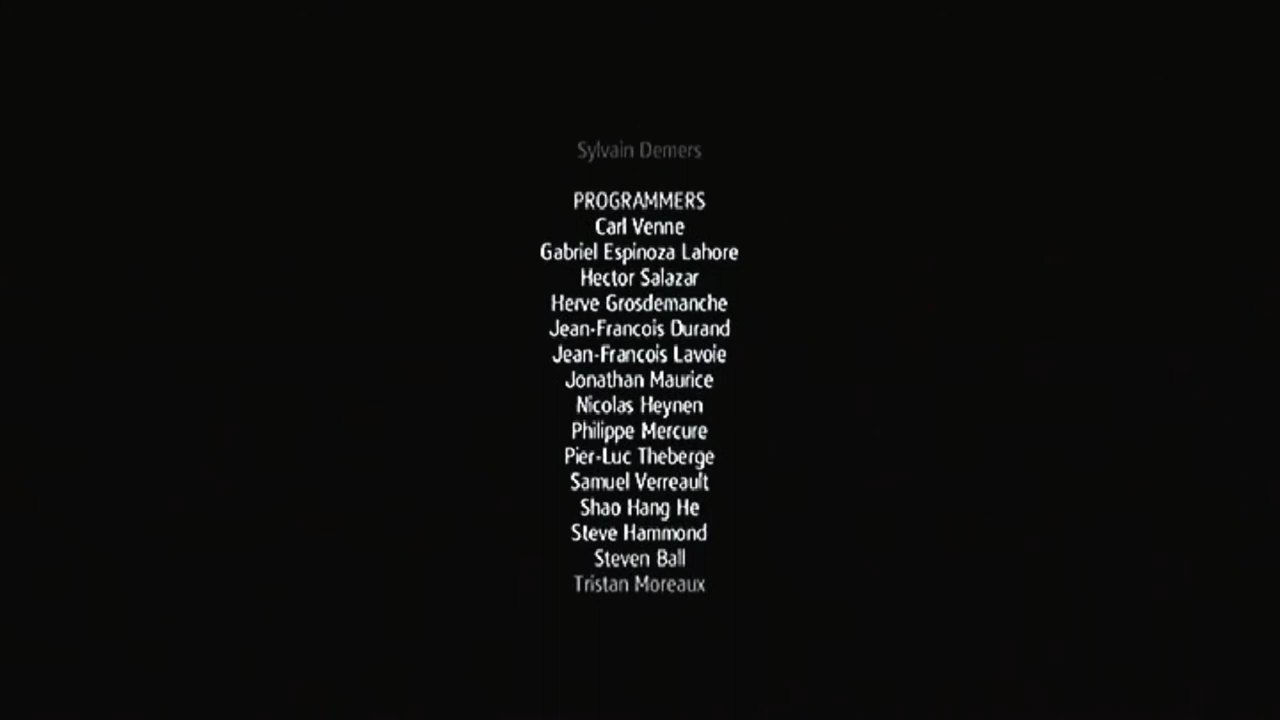 Sylvain Demers
PROGRAMMERS
Carl Venne
Gabriel Espinoza Lahore
Hector Salazar
Herve Grosdemanche
Jean-Francois Durand
Jean-Francois Lavoie
Jonathan Maurice
Nicolas Heynen
Philippe Mercure
Pier-Luc Theberge
Samuel Verreault
Shao Hang He
Steve Hammond
Steven Ball
Tristan Moreaux